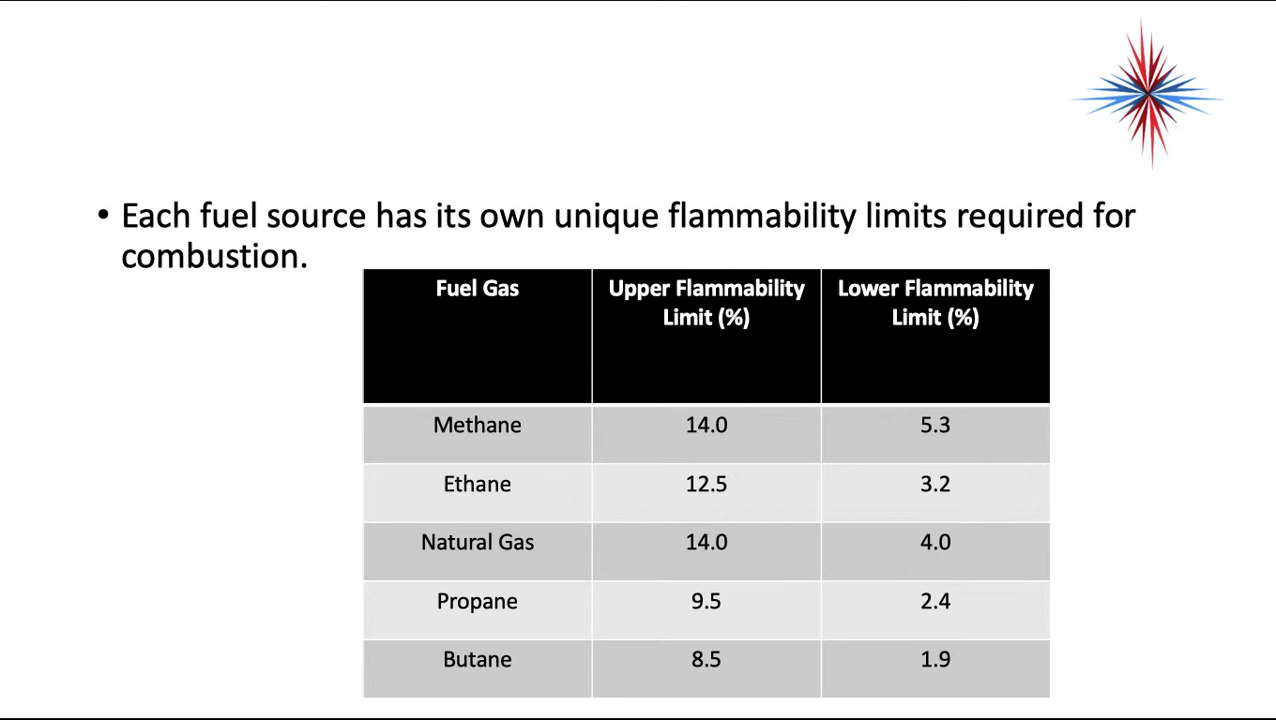 • Each fuel source has its own unique flammability limits required for
combustion.
Fuel Gas Upper Flammability Limit (%) Lower Flammability Limit (%)
Methane 14.0 5.3
Ethane 12.5 3.2
Natural Gas 14.0 4.0
Propane 9.5 2.4
Butane 8.5 1.9